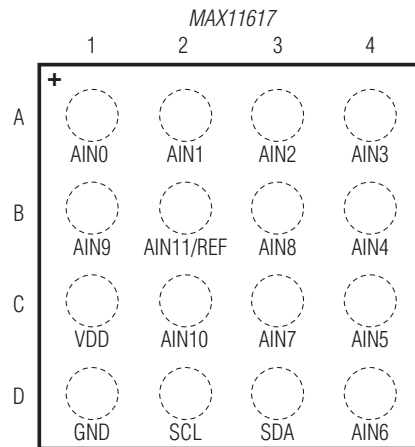 MAX11617
1 2 3 4
+
A
AIN0 AIN1 AIN2 AIN3
B
AIN9 AIN11/REF AIN8 AIN4
C
VDD AIN10 AIN7 AIN5
D
GND SCL SDA AIN6